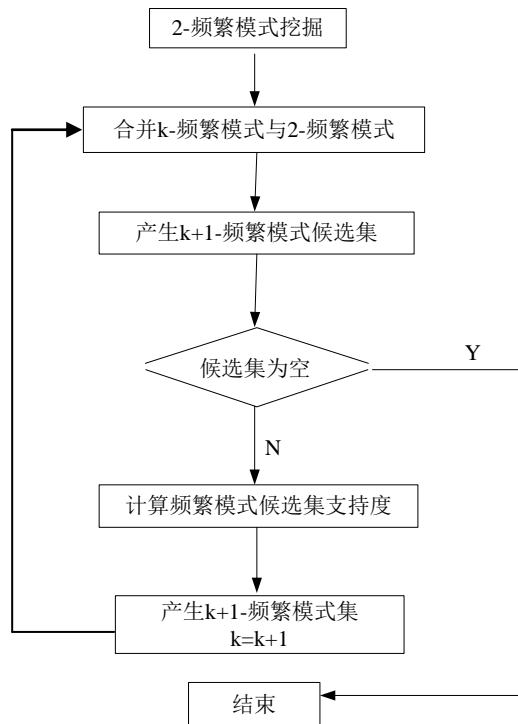 2-频繁模式挖掘
合并k-频繁模式与2-频繁模式
产生k+1-频繁模式候选集
候选集为空
Y
N
计算频繁模式候选集支持度
产生k+1-频繁模式集
k=k+1
结束